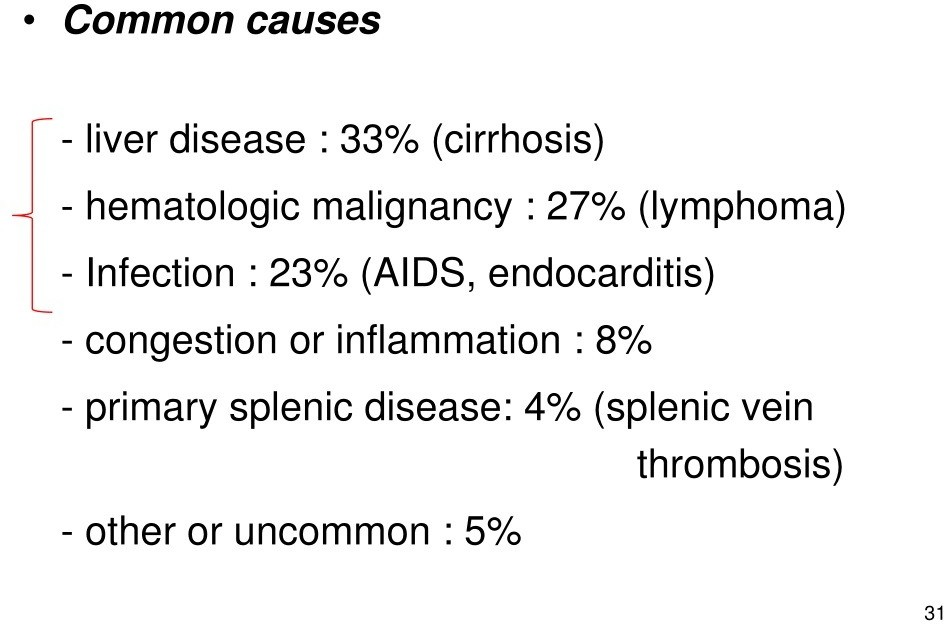 • Common causes
- liver disease : 33% (cirrhosis)
- hematologic malignancy : 27% (lymphoma)
- Infection : 23% (AIDS, endocarditis)
- congestion or inflammation : 8%
- primary splenic disease: 4% (splenic vein
thrombosis)
- other or uncommon : 5%
31